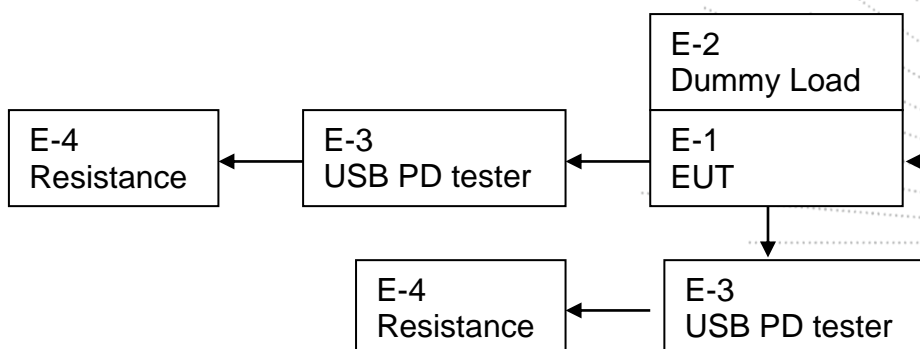 E-2
Dummy Load
E-4
Resistance
E-3
USB PD tester
E-1
EUT
E-4
Resistance
E-3
USB PD tester